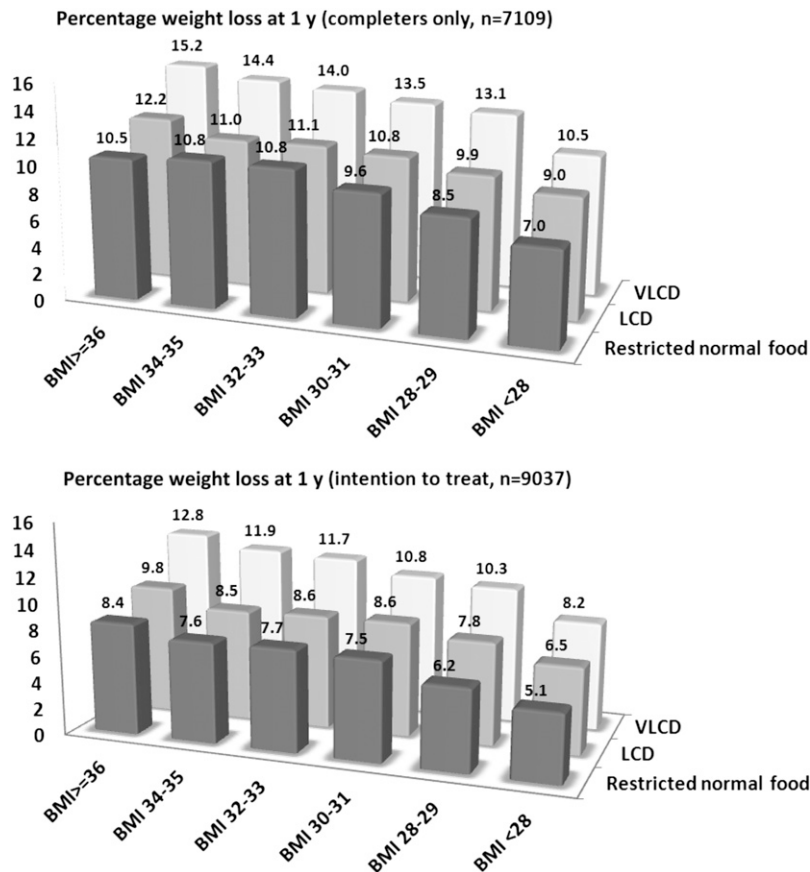 Percentage weight loss at 1 y (completers only, n=7109)
16
14
12
10
8
6
4
2
0
15.2
14.4
14.0
13.5
13.1
10.5
12.2
11.0
11.1
10.8
9.9
9.0
10.5
10.8
10.8
9.6
8.5
7.0
VLCD
LCD
Restricted normal food
BMI>=36
BMI 34-35
BMI 32-33
BMI 30-31
BMI 28-29
BMI <28
Percentage weight loss at 1 y (intention to treat, n=9037)
16
14
12
10
8
6
4
2
0
12.8
11.9
11.7
10.8
10.3
8.2
9.8
8.5
8.6
8.6
7.8
6.5
8.4
7.6
7.7
7.5
6.2
5.1
VLCD
LCD
Restricted normal food
BMI>=36
BMI 34-35
BMI 32-33
BMI 30-31
BMI 28-29
BMI <28